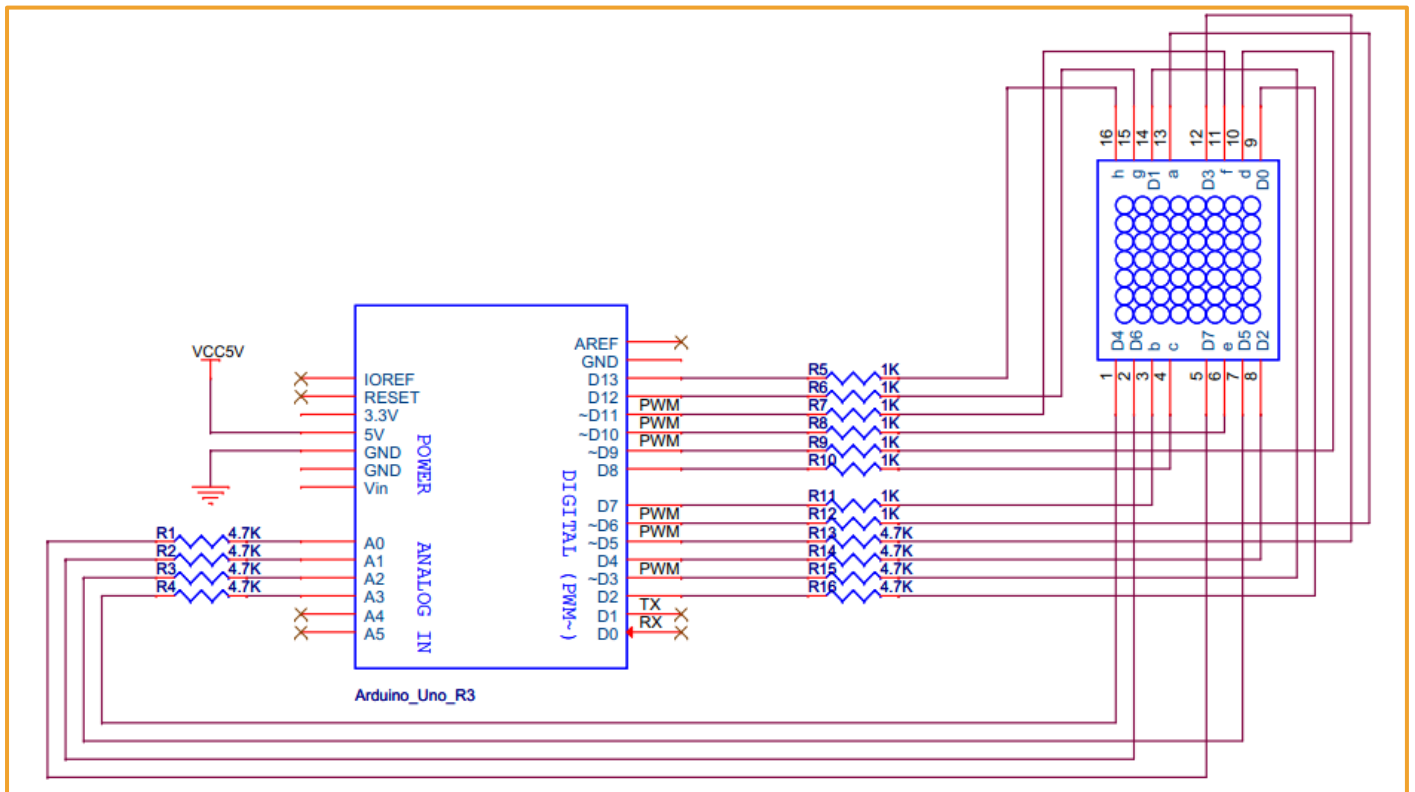 16
15
14
13
12
11
10
9
h
g
D1
a
D3
f
d
D0
D4
D6
b
c
D7
e
D5
D2
1
2
3
4
5
6
7
8
VCC5V
IOREF
RESET
3.3V
5V
GND
GND
Vin
POWER
A0
A1
A2
A3
A4
A5
ANALOG IN
R1 4.7K
R2 4.7K
R3 4.7K
R4 4.7K
AREF
GND
D13
D12
~D11
~D10
~D9
D8
D7
~D6
~D5
D4
~D3
D2
D1
D0
DIGITAL (PWM~)
PWM
PWM
PWM
PWM
PWM
PWM
TX
RX
R5 1K
R6 1K
R7 1K
R8 1K
R9 1K
R10 1K
R11 1K
R12 1K
R13 4.7K
R14 4.7K
R15 4.7K
R16 4.7K
Arduino_Uno_R3